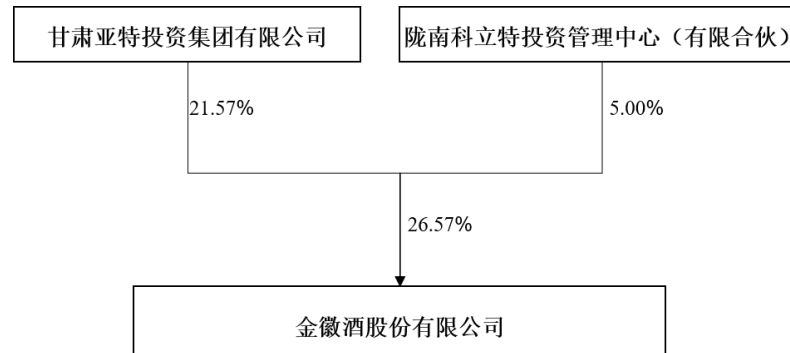 甘肃亚特投资集团有限公司
陇南科立特投资管理中心（有限合伙）
21.57%
5.00%
26.57%
金徽酒股份有限公司